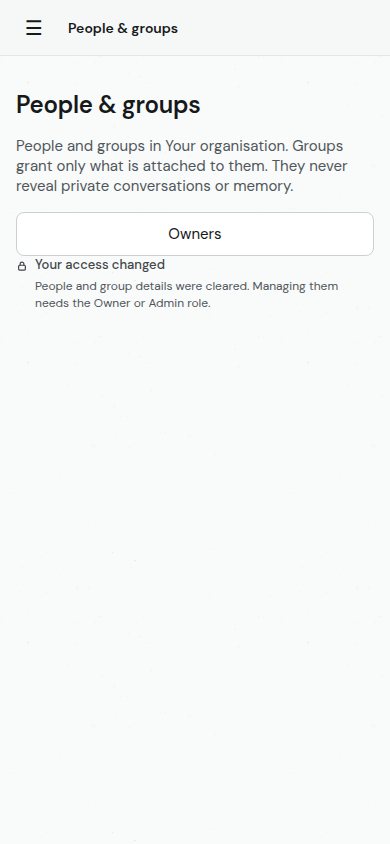 People & groups
People & groups
People and groups in Your organisation. Groups
grant only what is attached to them. They never
reveal private conversations or memory.
Owners
Your access changed
People and group details were cleared. Managing them
needs the Owner or Admin role.